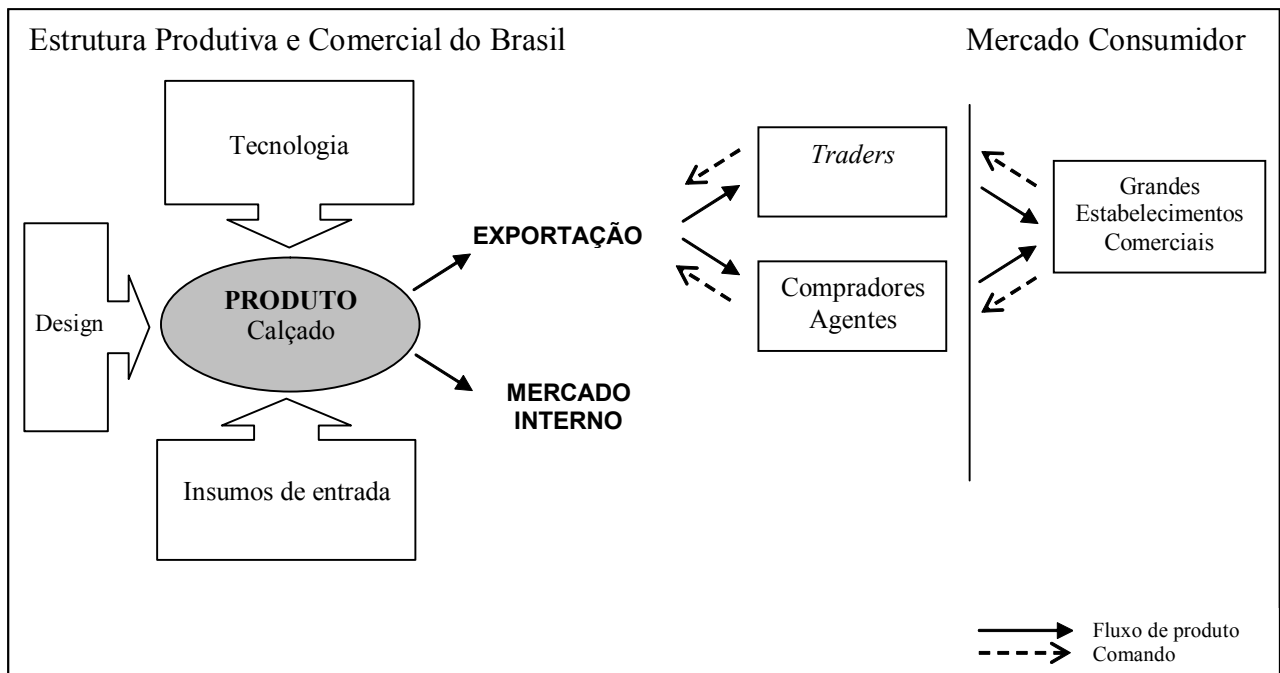 Estrutura Produtiva e Comercial do Brasil
Mercado Consumidor
Tecnologia
Traders
Grandes
Estabelecimentos
Comerciais
EXPORTAÇÃO
Design
PRODUTO
Calçado
Compradores
Agentes
MERCADO
INTERNO
Insumos de entrada
Fluxo de produto
Comando